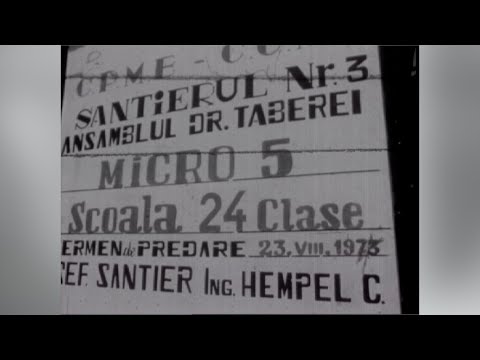 C.P.M.E -
SANTiERUL Nr. 3
ANSAMBLUL DR. TABEREI
MiCRO 5
Scoala 24 Clase
ERMEN de PREDARE 23. VIII. 1973
SEF. SANTIER ING. HEMPEL C.